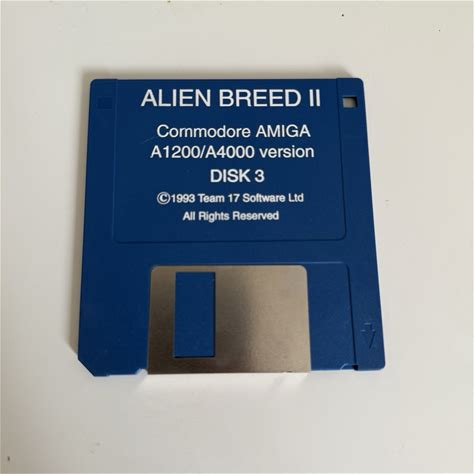 ALIEN BREED II
Commodore AMIGA
A1200/A4000 version
DISK 3
©1993 Team 17 Software Ltd
All Rights Reserved